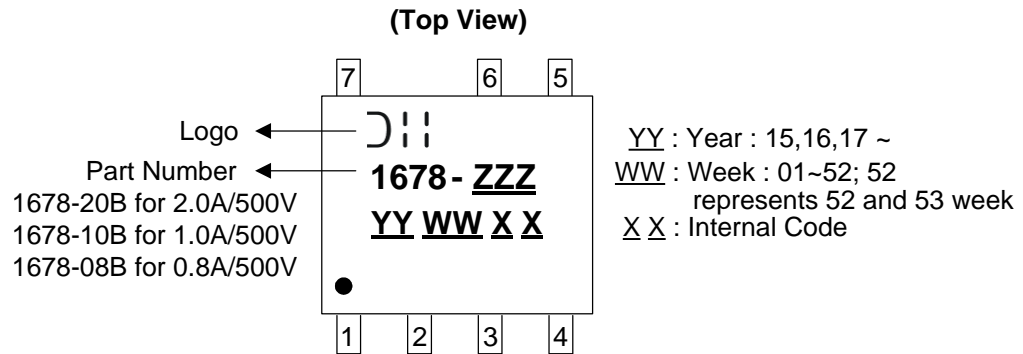 (Top View)
7 6 5
Logo
Part Number
1678-20B for 2.0A/500V
1678-10B for 1.0A/500V
1678-08B for 0.8A/500V
1678 - ZZZ
YY WW X X
YY : Year : 15,16,17 ~
WW : Week : 01~52; 52
represents 52 and 53 week
X X : Internal Code
1 2 3 4